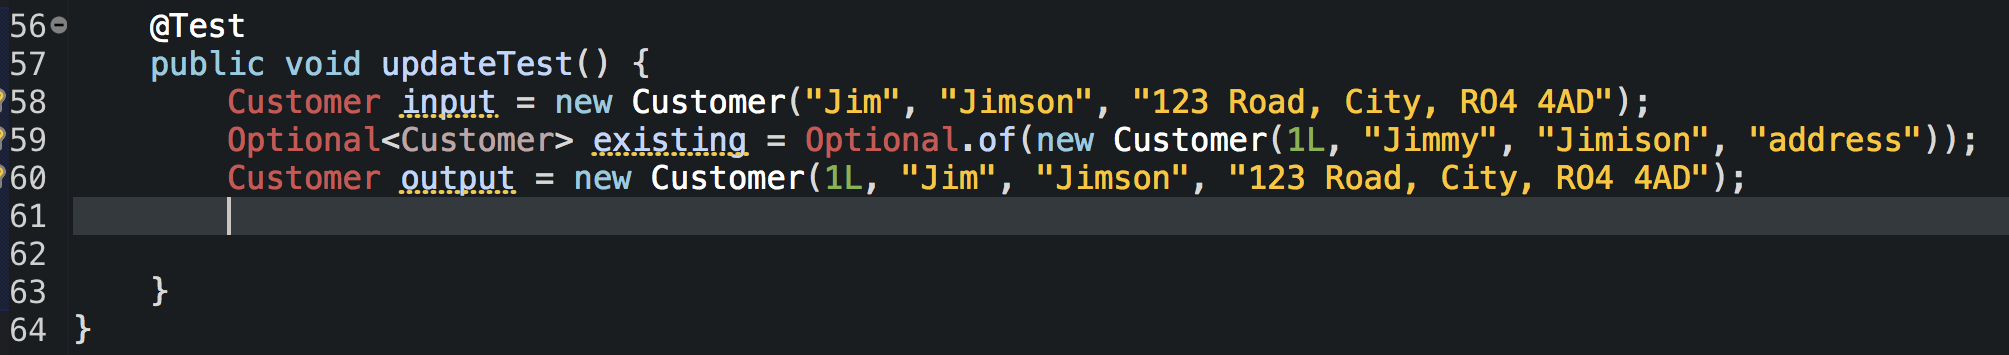 56 @Test
57 public void updateTest() {
58 Customer input = new Customer("Jim", "Jimson", "123 Road, City, RO4 4AD");
59 Optional<Customer> existing = Optional.of(new Customer(1L, "Jimmy", "Jimison", "address"));
60 Customer output = new Customer(1L, "Jim", "Jimson", "123 Road, City, RO4 4AD");
61
62
63 }
64 }